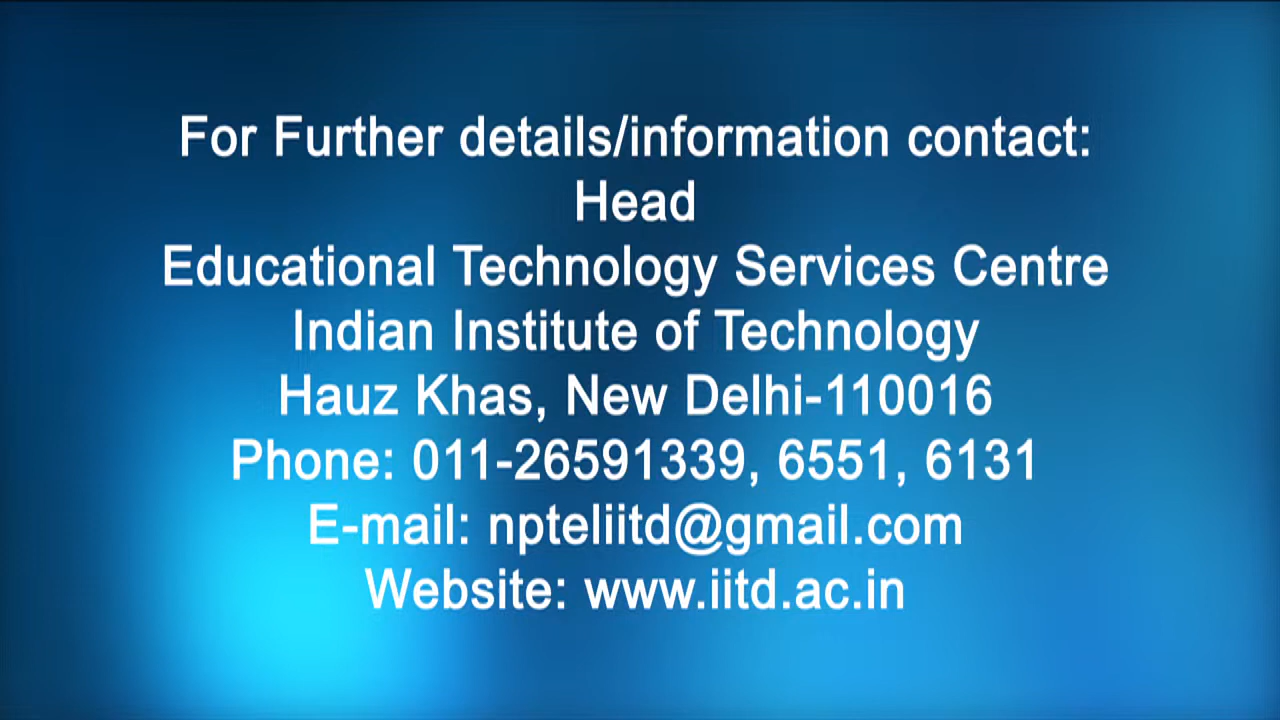 For Further details/information contact:
Head
Educational Technology Services Centre
Indian Institute of Technology
Hauz Khas, New Delhi-110016
Phone: 011-26591339, 6551, 6131
E-mail: npteliitd@gmail.com
Website: www.iitd.ac.in